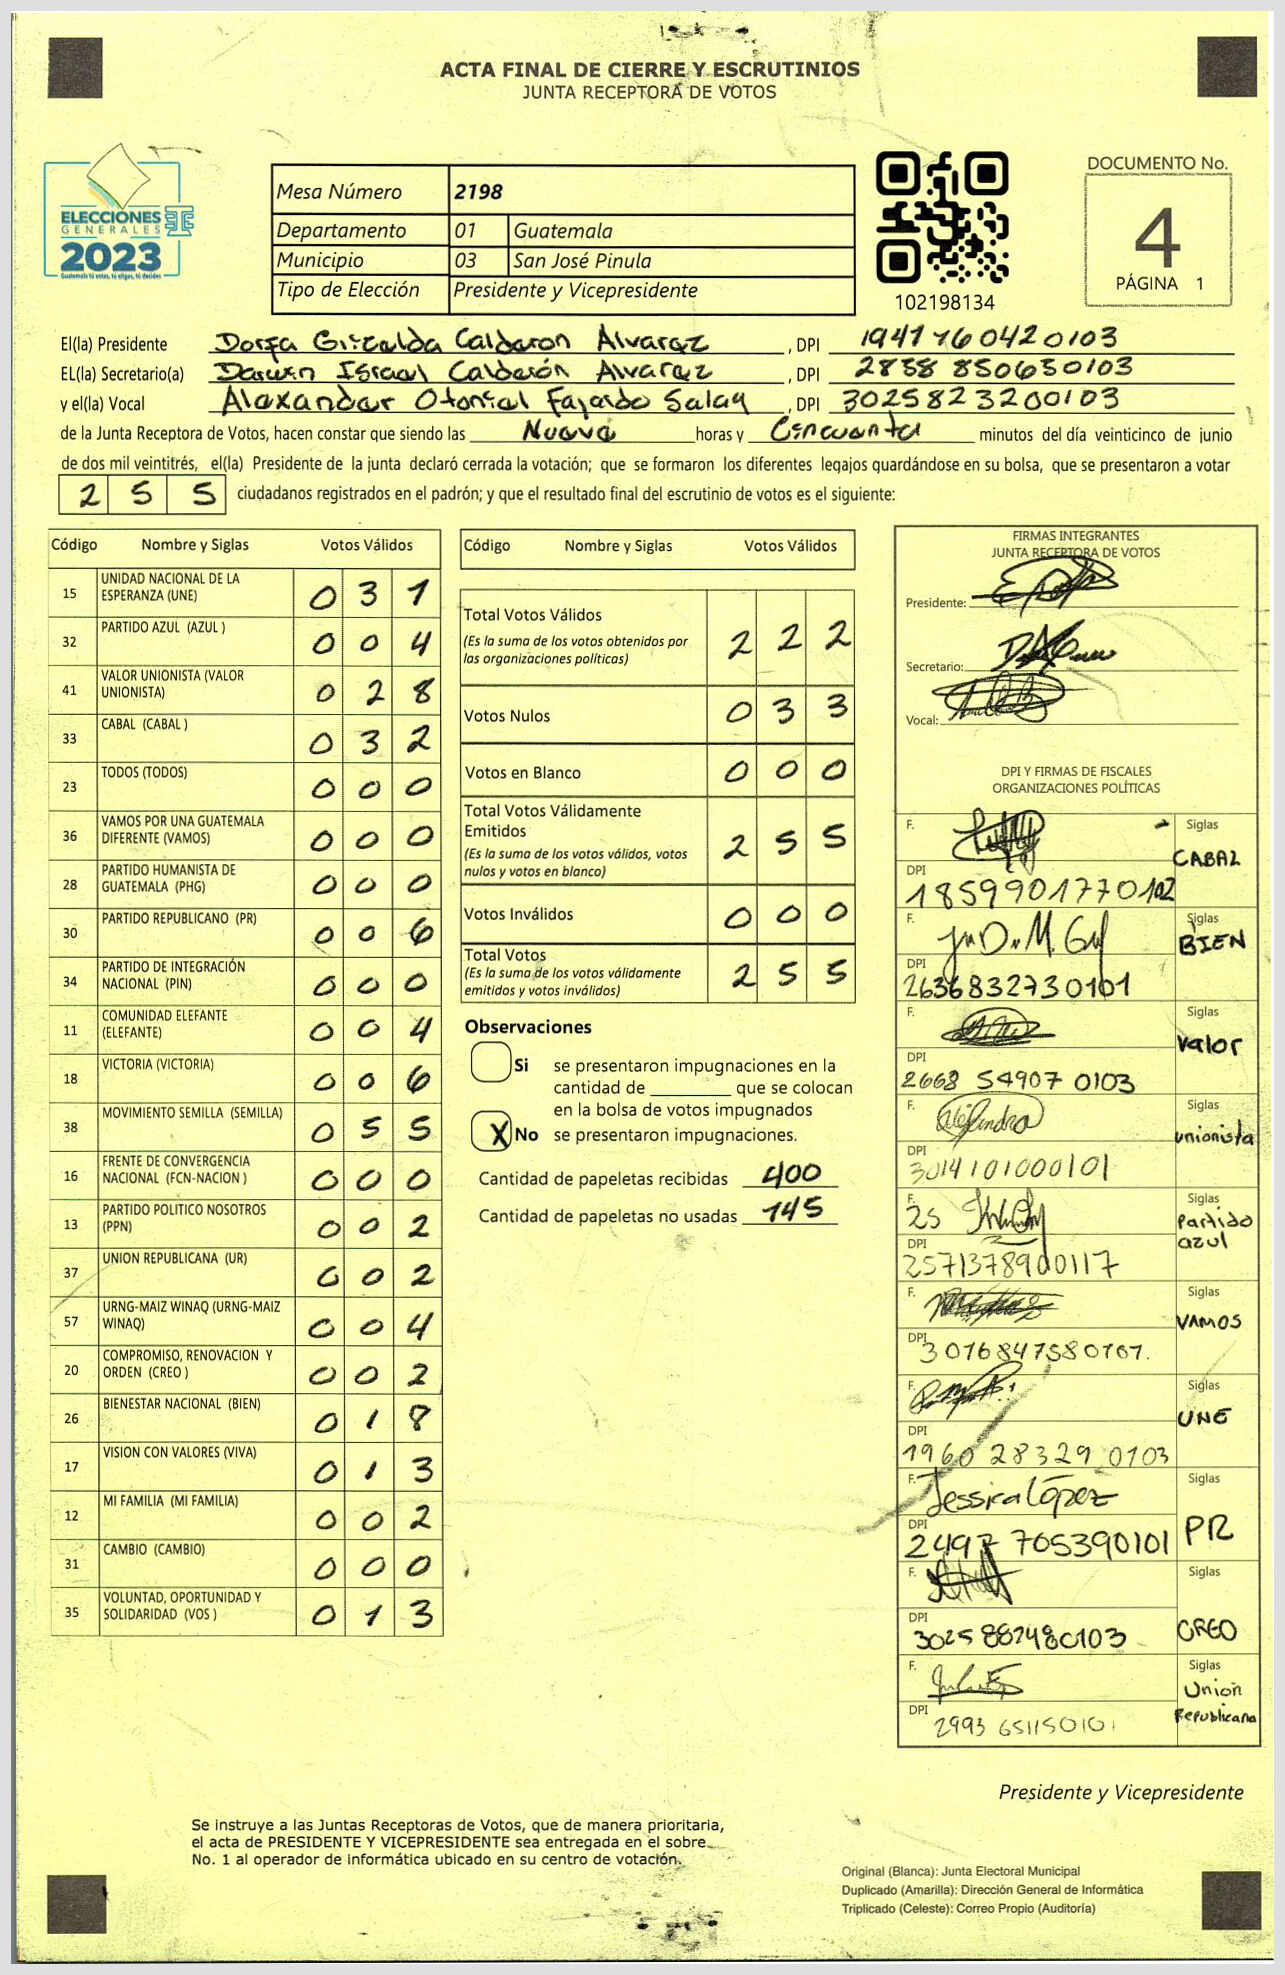 ACTA FINAL DE CIERRE Y ESCRUTINIOS
JUNTA RECEPTORA DE VOTOS
ELECCIONES
GENERALES
2023
Guatemala tú votas, tú eliges, tú decides
Mesa Número 2198
Departamento 01 Guatemala
Municipio 03 San José Pinula
Tipo de Elección Presidente y Vicepresidente
102198134
DOCUMENTO No.
4
PÁGINA 1
El(la) Presidente Calderon Alvarez, DPI 1941760420103
EL(la) Secretario(a) Darwin Israel Calderón Alvarez, DPI 2838 850630103
y el(la) Vocal Alexander Otoniel Fajardo Salay, DPI 3025823200103
de la Junta Receptora de Votos, hacen constar que siendo las Nueve horas y Cincuenta minutos del día veinticinco de junio
de dos mil veintitrés, el(la) Presidente de la junta declaró cerrada la votación; que se formaron los diferentes legajos guardándose en su bolsa, que se presentaron a votar
2 5 5 ciudadanos registrados en el padrón; y que el resultado final del escrutinio de votos es el siguiente:
Código Nombre y Siglas Votos Válidos
15 UNIDAD NACIONAL DE LA
ESPERANZA (UNE) 0 3 1
32 PARTIDO AZUL (AZUL ) 0 0 4
41 VALOR UNIONISTA (VALOR
UNIONISTA) 0 2 8
33 CABAL (CABAL ) 0 3 2
23 TODOS (TODOS) 0 0 0
36 VAMOS POR UNA GUATEMALA
DIFERENTE (VAMOS) 0 0 0
28 PARTIDO HUMANISTA DE
GUATEMALA (PHG) 0 0 0
30 PARTIDO REPUBLICANO (PR) 0 0 6
34 PARTIDO DE INTEGRACIÓN
NACIONAL (PIN) 0 0 0
11 COMUNIDAD ELEFANTE
(ELEFANTE) 0 0 4
18 VICTORIA (VICTORIA) 0 0 6
38 MOVIMIENTO SEMILLA (SEMILLA) 0 5 5
16 FRENTE DE CONVERGENCIA
NACIONAL (FCN-NACION ) 0 0 0
13 PARTIDO POLITICO NOSOTROS
(PPN) 0 0 2
37 UNION REPUBLICANA (UR) 0 0 2
57 URNG-MAIZ WINAQ (URNG-MAIZ
WINAQ) 0 0 4
20 COMPROMISO, RENOVACION Y
ORDEN (CREO ) 0 0 2
26 BIENESTAR NACIONAL (BIEN) 0 1 8
17 VISION CON VALORES (VIVA) 0 1 3
12 MI FAMILIA (MI FAMILIA) 0 0 2
31 CAMBIO (CAMBIO) 0 0 0
35 VOLUNTAD, OPORTUNIDAD Y
SOLIDARIDAD (VOS ) 0 1 3
Código Nombre y Siglas Votos Válidos
Total Votos Válidos
(Es la suma de los votos obtenidos por
las organizaciones políticas) 2 2 2
Votos Nulos 0 3 3
Votos en Blanco 0 0 0
Total Votos Válidamente
Emitidos
(Es la suma de los votos válidos, votos
nulos y votos en blanco) 2 5 5
Votos Inválidos 0 0 0
Total Votos
(Es la suma de los votos válidamente
emitidos y votos inválidos) 2 5 5
Observaciones
Si se presentaron impugnaciones en la
cantidad de ________ que se colocan
en la bolsa de votos impugnados
X No se presentaron impugnaciones.
Cantidad de papeletas recibidas 400
Cantidad de papeletas no usadas 145
FIRMAS INTEGRANTES
JUNTA RECEPTORA DE VOTOS
Presidente:
Secretario:
Vocal:
DPI Y FIRMAS DE FISCALES
ORGANIZACIONES POLÍTICAS
F. Siglas
CABAL
DPI
1859901770102
F. Siglas
BIEN
DPI
2636832730101
F. Siglas
Valor
DPI
2668 54907 0103
F. Alejandra Siglas
unionista
DPI
3014101000101
F. Siglas
Partido
azul
DPI
2571378900117
F. Siglas
VAMOS
DPI
F. Siglas
UNE
DPI
1960 28329 0103
F. Jessica López Siglas
PR
DPI
2497 705390101
F. Siglas
CREO
DPI
F. Siglas
Union
Republicana
DPI
2993 651150101
Presidente y Vicepresidente
Se instruye a las Juntas Receptoras de Votos, que de manera prioritaria,
el acta de PRESIDENTE Y VICEPRESIDENTE sea entregada en el sobre
No. 1 al operador de informática ubicado en su centro de votación.
Original (Blanca): Junta Electoral Municipal
Duplicado (Amarilla): Dirección General de Informática
Triplicado (Celeste): Correo Propio (Auditoría)